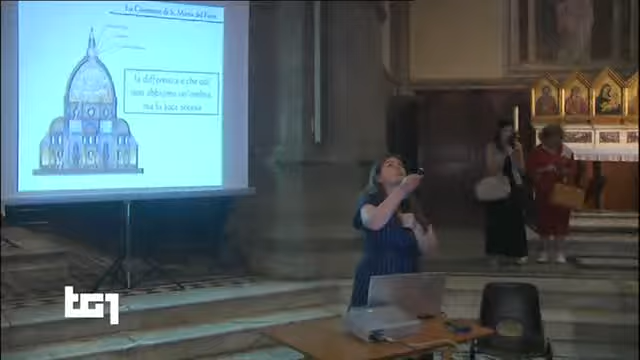 La Cupola di S. Maria del Fiore
la differenza è che qui
non abbiamo un'ombra,
ma la luce stessa
TG1